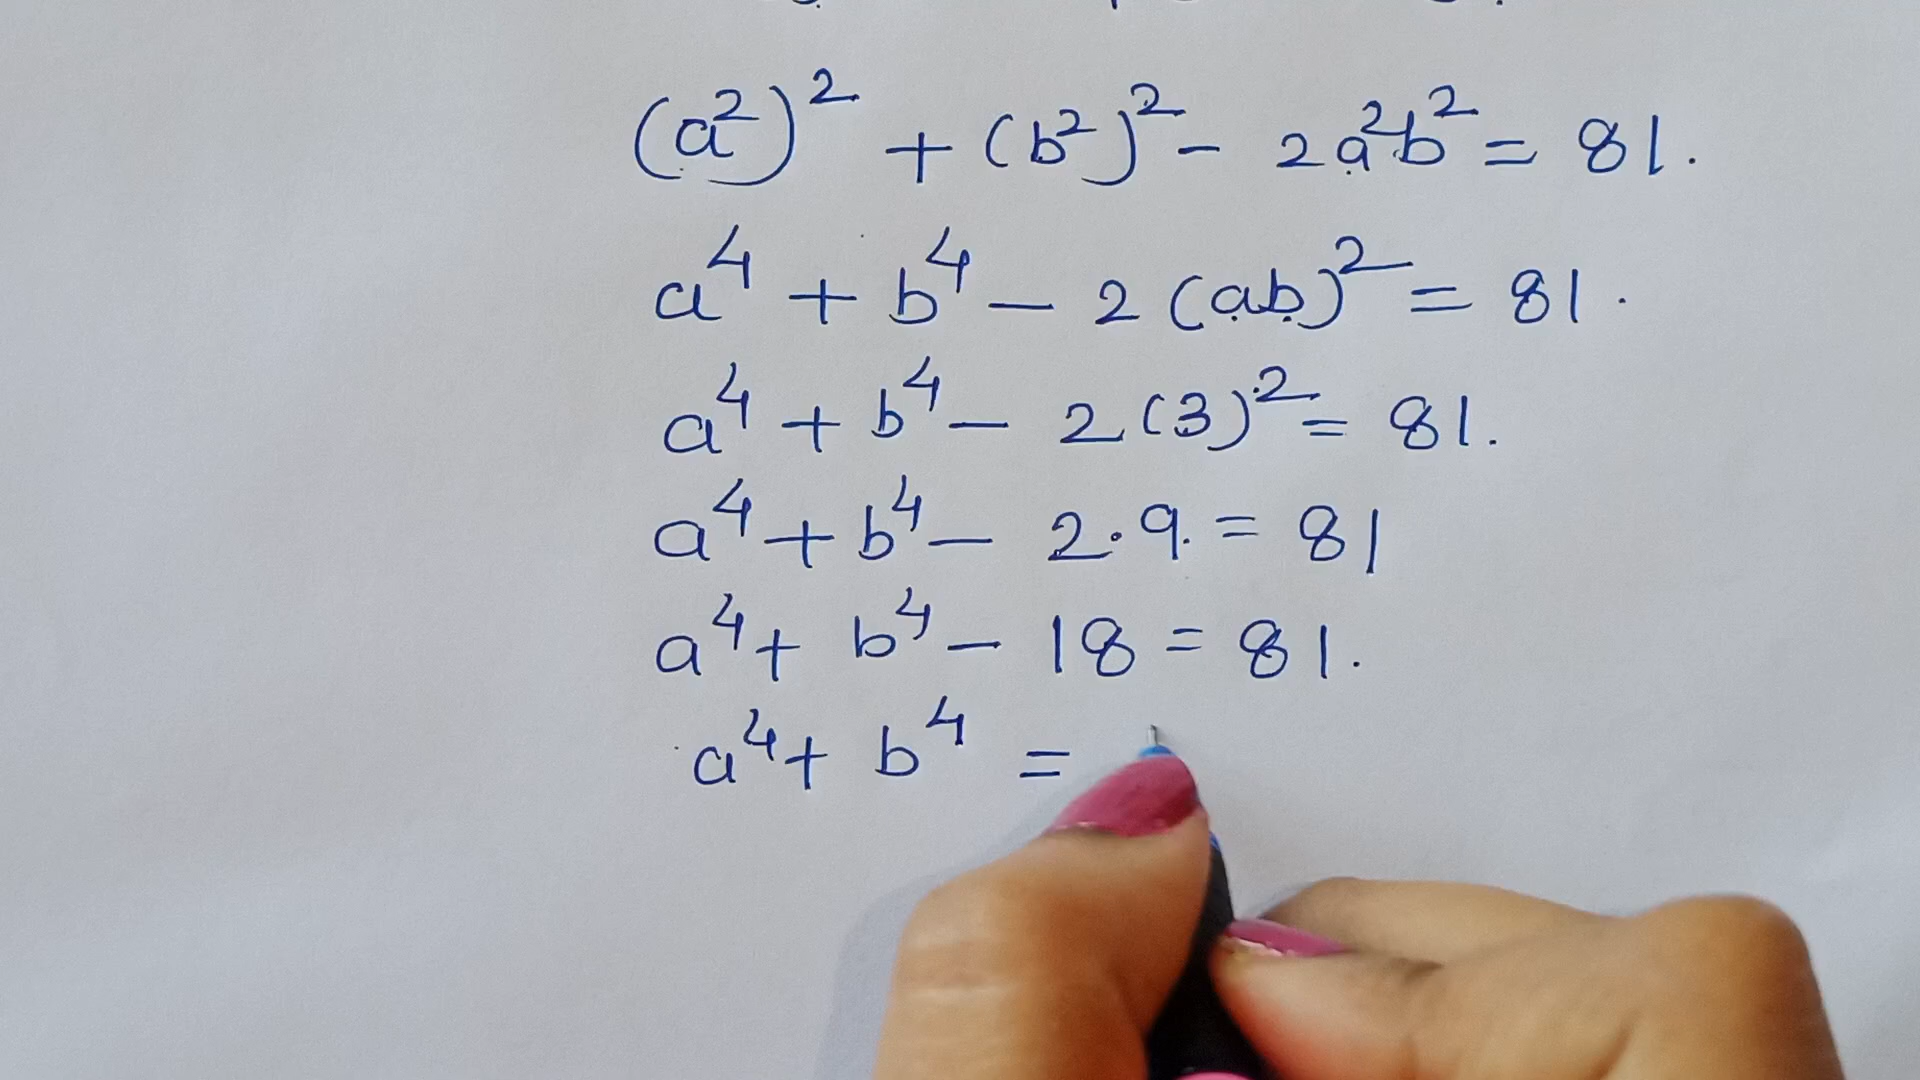 (a²)² + (b²)² - 2a²b² = 81.
a⁴ + b⁴ - 2(ab)² = 81.
a⁴ + b⁴ - 2(3)² = 81.
a⁴ + b⁴ - 2·9. = 81
a⁴ + b⁴ - 18 = 81.
a⁴ + b⁴ =